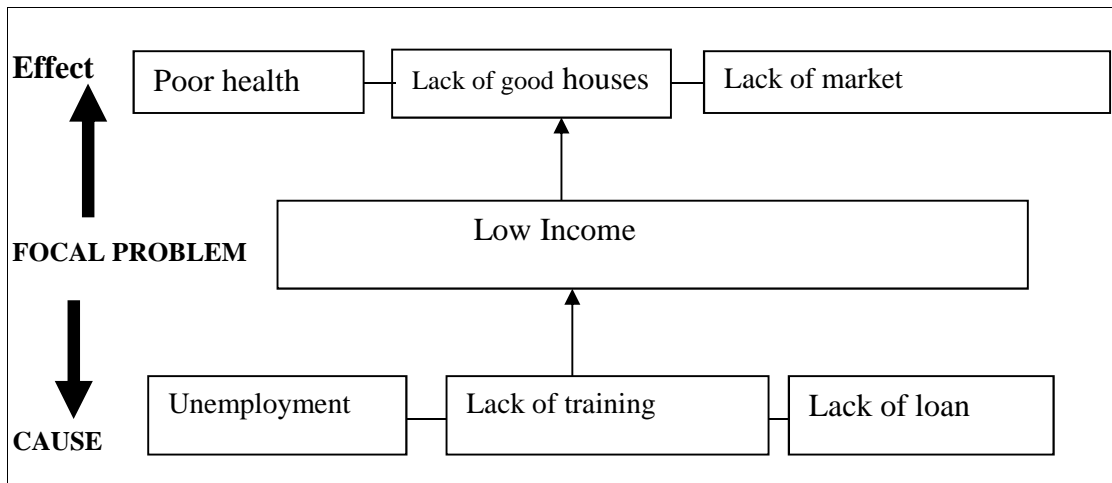 Effect
Poor health
Lack of good houses
Lack of market
Low Income
FOCAL PROBLEM
Unemployment
Lack of training
Lack of loan
CAUSE